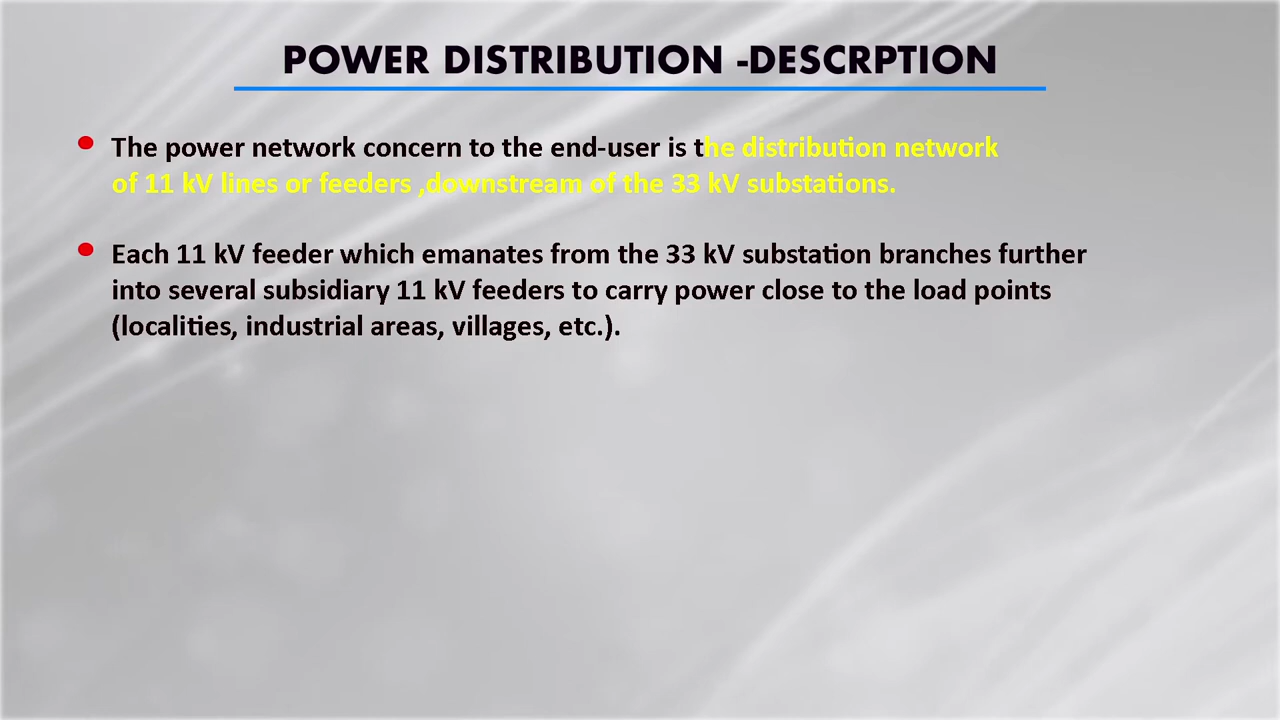 POWER DISTRIBUTION -DESCRPTION
The power network concern to the end-user is the distribution network
of 11 kV lines or feeders ,downstream of the 33 kV substations.
Each 11 kV feeder which emanates from the 33 kV substation branches further
into several subsidiary 11 kV feeders to carry power close to the load points
(localities, industrial areas, villages, etc.).